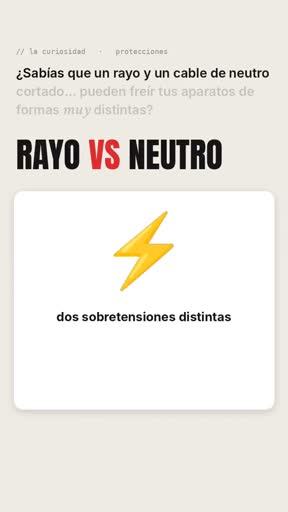 // la curiosidad · protecciones
¿Sabías que un rayo y un cable de neutro
cortado... pueden freír tus aparatos de
formas muy distintas?
RAYO VS NEUTRO
dos sobretensiones distintas